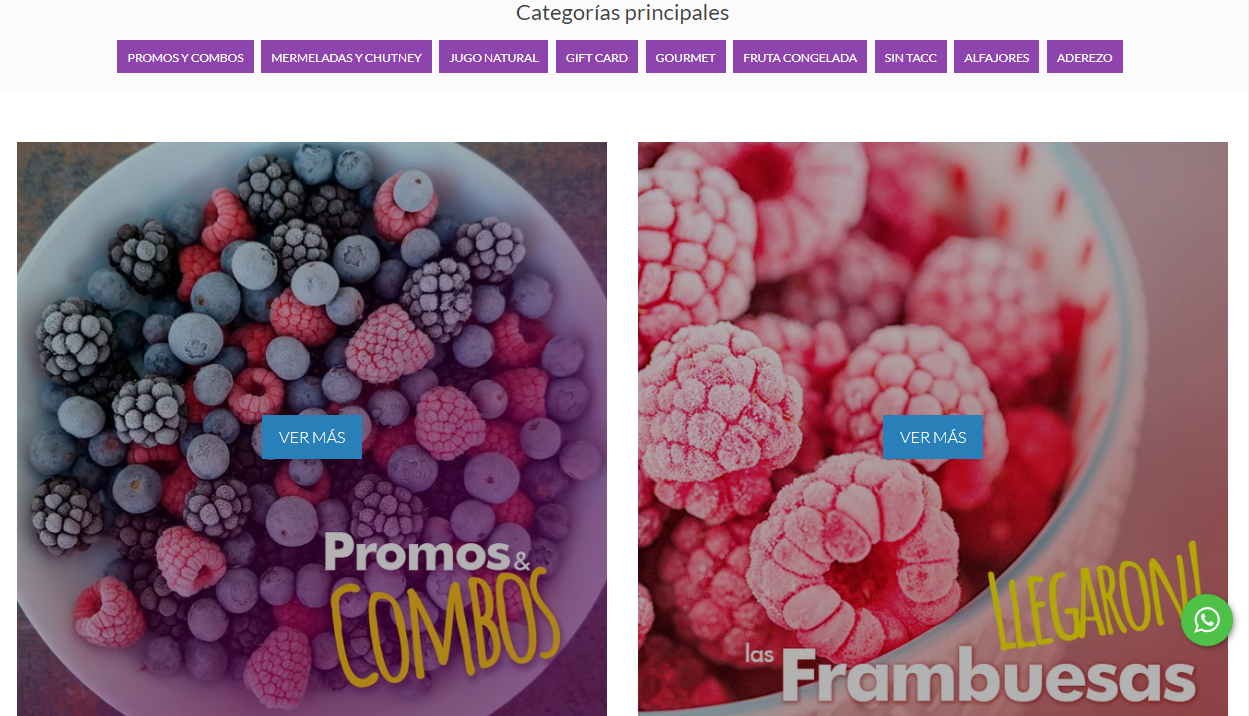 Categorías principales
PROMOS Y COMBOS MERMELADAS Y CHUTNEY JUGO NATURAL GIFT CARD GOURMET FRUTA CONGELADA SIN TACC ALFAJORES ADEREZO
VER MÁS
Promos&
COMBOS
VER MÁS
LLEGARON!
las Frambuesas